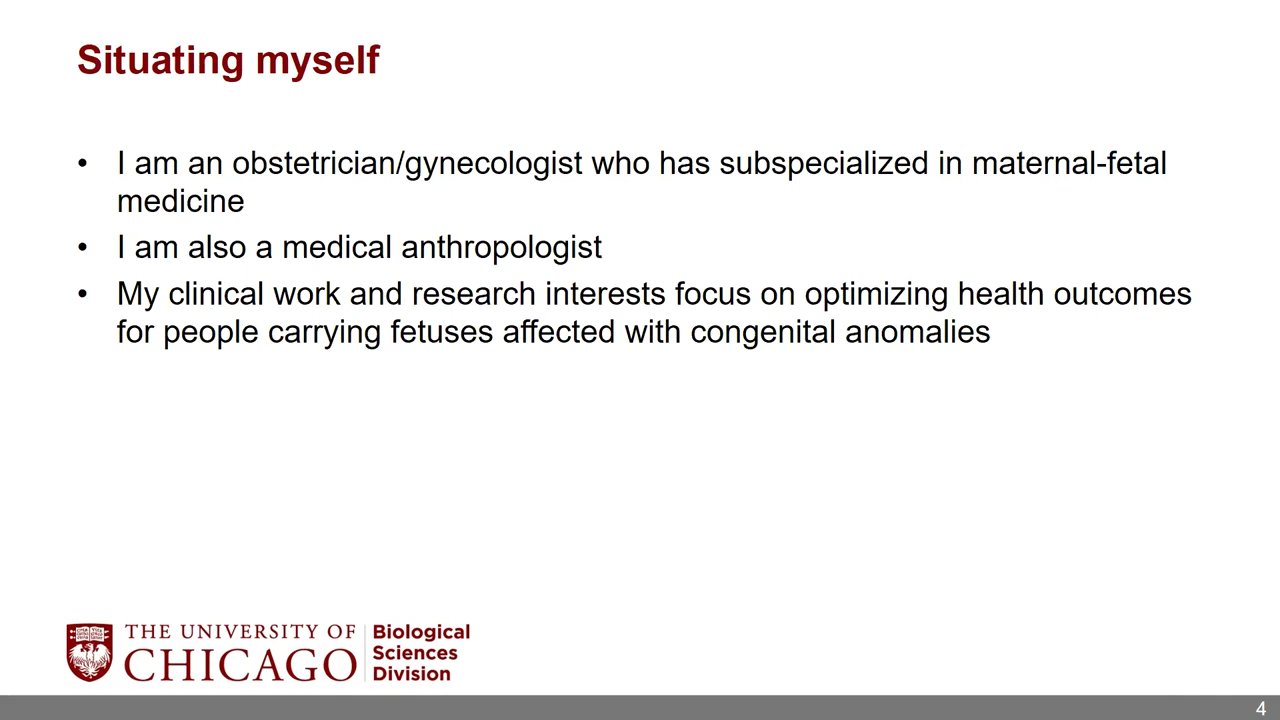 Situating myself
• I am an obstetrician/gynecologist who has subspecialized in maternal-fetal
medicine
• I am also a medical anthropologist
• My clinical work and research interests focus on optimizing health outcomes
for people carrying fetuses affected with congenital anomalies
THE UNIVERSITY OF
CHICAGO
Biological
Sciences
Division
4